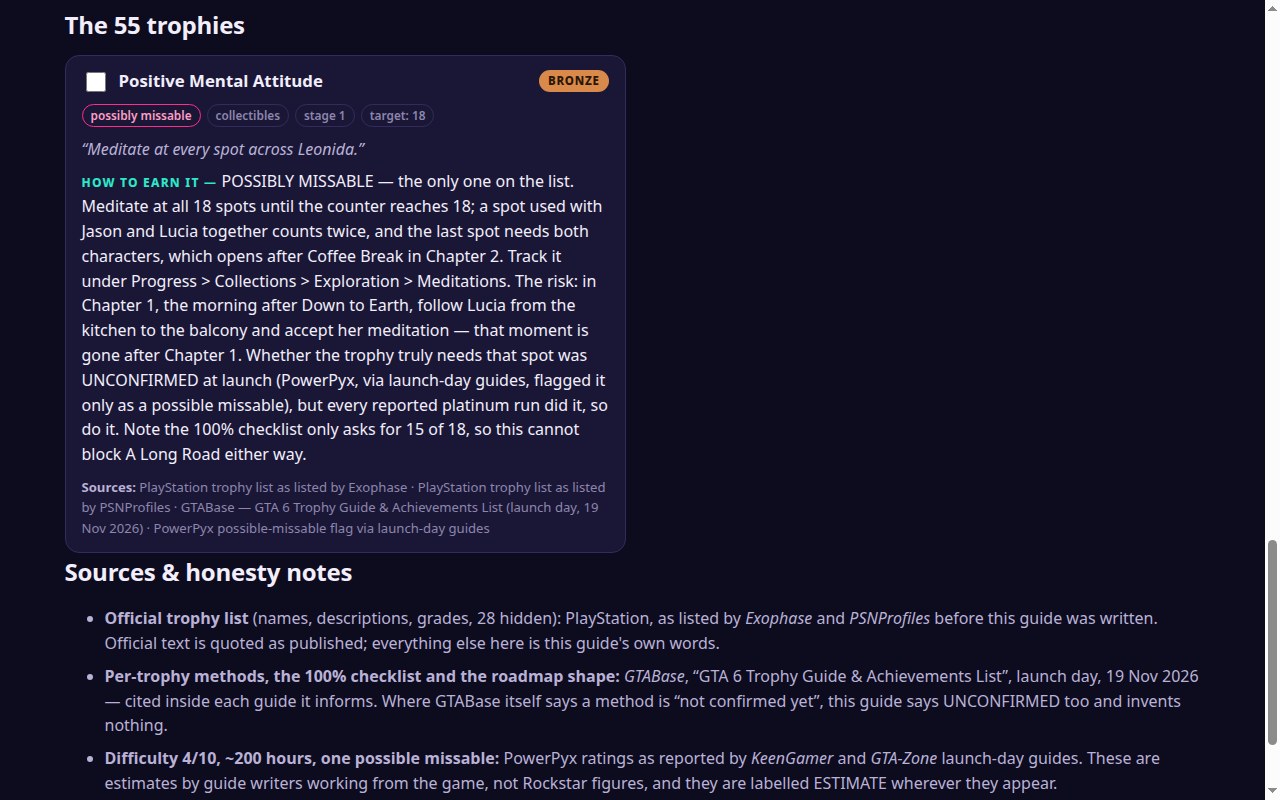 The 55 trophies
Positive Mental Attitude
BRONZE
possibly missable
collectibles
stage 1
target: 18
“Meditate at every spot across Leonida.”
HOW TO EARN IT — POSSIBLY MISSABLE — the only one on the list.
Meditate at all 18 spots until the counter reaches 18; a spot used with
Jason and Lucia together counts twice, and the last spot needs both
characters, which opens after Coffee Break in Chapter 2. Track it
under Progress > Collections > Exploration > Meditations. The risk: in
Chapter 1, the morning after Down to Earth, follow Lucia from the
kitchen to the balcony and accept her meditation — that moment is
gone after Chapter 1. Whether the trophy truly needs that spot was
UNCONFIRMED at launch (PowerPyx, via launch-day guides, flagged it
only as a possible missable), but every reported platinum run did it, so
do it. Note the 100% checklist only asks for 15 of 18, so this cannot
block A Long Road either way.
Sources: PlayStation trophy list as listed by Exophase · PlayStation trophy list as listed
by PSNProfiles · GTABase — GTA 6 Trophy Guide & Achievements List (launch day, 19
Nov 2026) · PowerPyx possible-missable flag via launch-day guides
Sources & honesty notes
Official trophy list (names, descriptions, grades, 28 hidden): PlayStation, as listed by Exophase and PSNProfiles before this guide was written.
Official text is quoted as published; everything else here is this guide's own words.
Per-trophy methods, the 100% checklist and the roadmap shape: GTABase, “GTA 6 Trophy Guide & Achievements List”, launch day, 19 Nov 2026
— cited inside each guide it informs. Where GTABase itself says a method is “not confirmed yet”, this guide says UNCONFIRMED too and invents
nothing.
Difficulty 4/10, ~200 hours, one possible missable: PowerPyx ratings as reported by KeenGamer and GTA-Zone launch-day guides. These are
estimates by guide writers working from the game, not Rockstar figures, and they are labelled ESTIMATE wherever they appear.